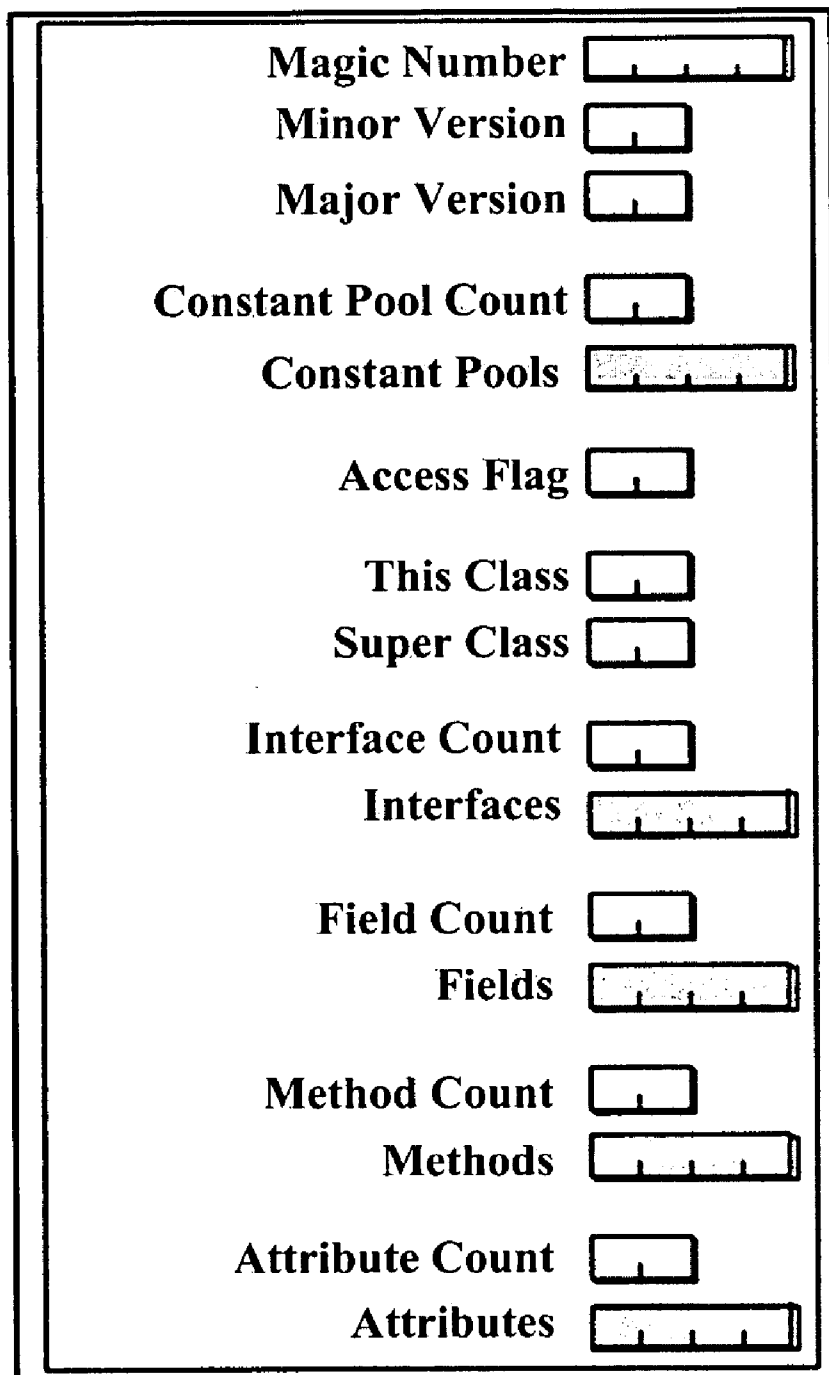 Magic Number
Minor Version
Major Version
Constant Pool Count
Constant Pools
Access Flag
This Class
Super Class
Interface Count
Interfaces
Field Count
Fields
Method Count
Methods
Attribute Count
Attributes